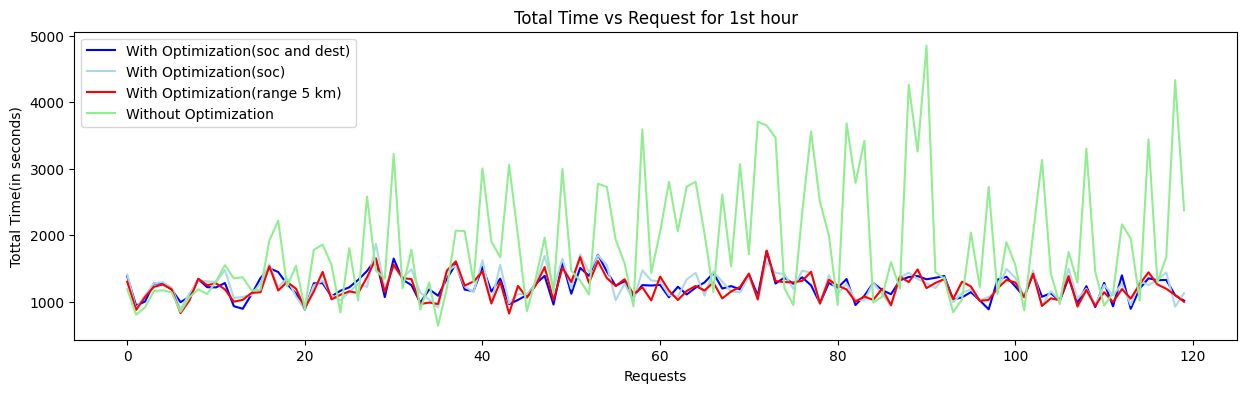 Total Time vs Request for 1st hour
With Optimization(soc and dest)
With Optimization(soc)
With Optimization(range 5 km)
Without Optimization
Tottal Time(in seconds)
5000
4000
3000
2000
1000
0 20 40 60 80 100 120
Requests